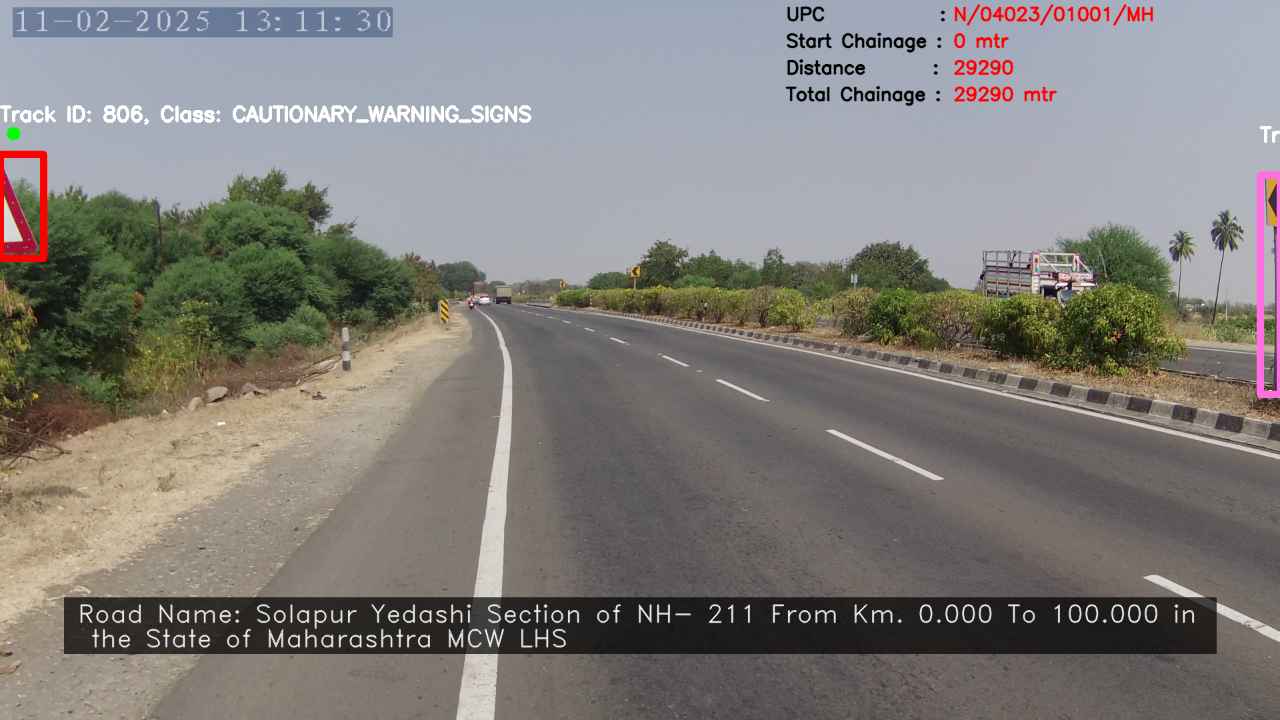 11-02-2025 13:11:30
UPC : N/04023/01001/MH
Start Chainage : 0 mtr
Distance : 29290
Total Chainage : 29290 mtr
Track ID: 806, Class: CAUTIONARY_WARNING_SIGNS
Tr
Road Name: Solapur Yedashi Section of NH- 211 From Km. 0.000 To 100.000 in
the State of Maharashtra MCW LHS